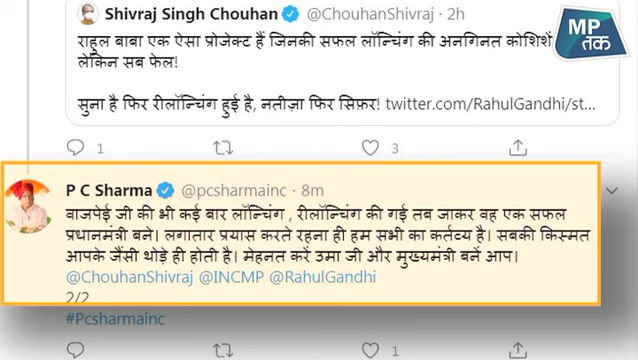 MP
तक
Shivraj Singh Chouhan @ChouhanShivraj · 2h
राहुल बाबा एक ऐसा प्रोजेक्ट हैं जिनकी सफल लॉन्चिंग की अनगिनत कोशिशें
लेकिन सब फेल!
सुना है फिर रीलॉन्चिंग हुई है, नतीज़ा फिर सिफ़र! twitter.com/RahulGandhi/st...
1 3
P C Sharma @pcsharmainc · 8m
वाजपेई जी की भी कई बार लॉन्चिंग , रीलॉन्चिंग की गई तब जाकर वह एक सफल
प्रधानमंत्री बने। लगातार प्रयास करते रहना ही हम सभी का कर्तव्य है। सबकी किस्मत
आपके जैंसी थोड़े ही होती है। मेहनत करें उमा जी और मुख्यमंत्री बनें आप।
@ChouhanShivraj @INCMP @RahulGandhi
2/2
#Pcsharmainc
1